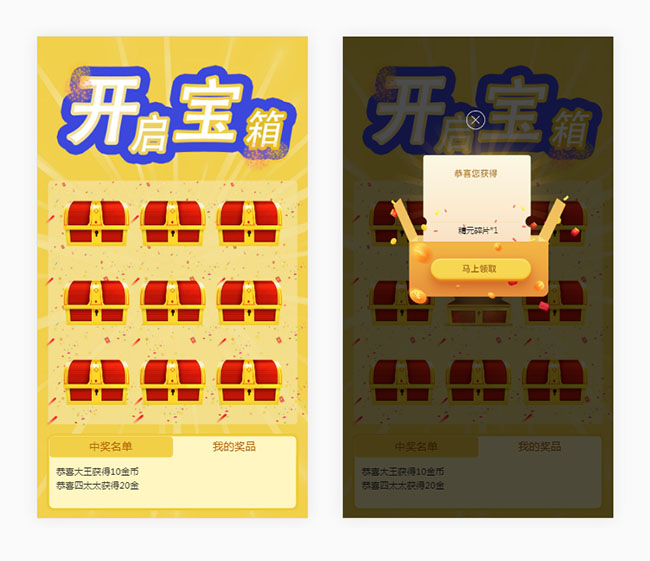 开启宝箱
中奖名单
我的奖品
恭喜大王获得10金币
恭喜四太太获得20金
开启宝箱
恭喜您获得
碎片*1
马上领取
中奖名单
我的奖品
恭喜大王获得10金币
恭喜四太太获得20金